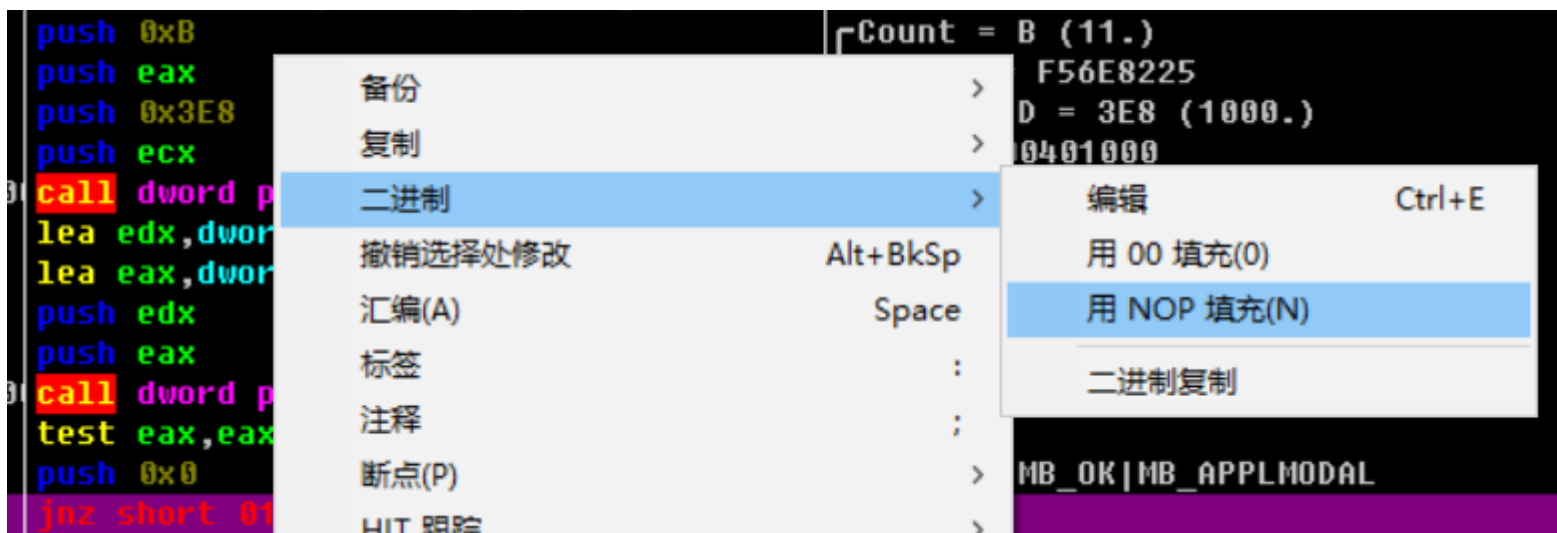 push 0xB ┌Count = B (11.)
push eax F56E8225
备份 >
push 0x3E8 D = 3E8 (1000.)
复制 >
push ecx 0401000
call dword p
二进制 >
编辑 Ctrl+E
lea edx,dwor
撤销选择处修改 Alt+BkSp
用 00 填充(0)
lea eax,dwor
push edx
汇编(A) Space
用 NOP 填充(N)
push eax
标签 :
call dword p
二进制复制
test eax,eax
注释 ;
push 0x0
断点(P) >
MB_OK|MB_APPLMODAL
jnz short 01
HIT 跟踪 >